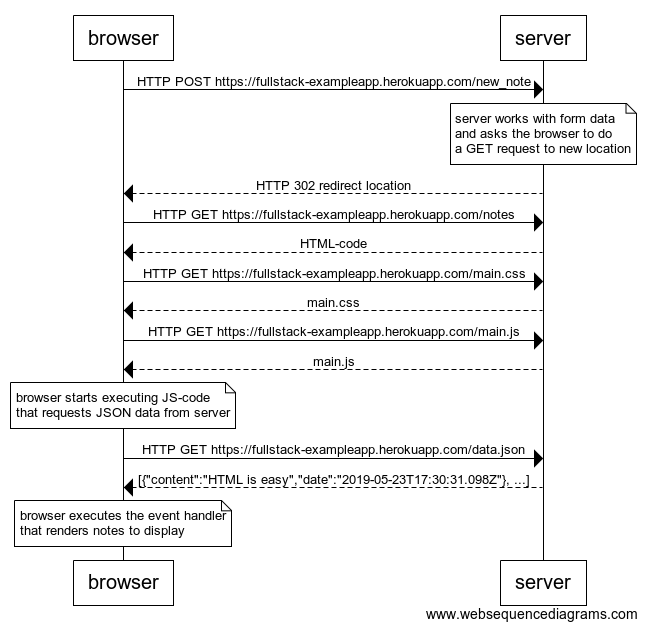 browser
server
HTTP POST https://fullstack-exampleapp.herokuapp.com/new_note
server works with form data
and asks the browser to do
a GET request to new location
HTTP 302 redirect location
HTTP GET https://fullstack-exampleapp.herokuapp.com/notes
HTML-code
HTTP GET https://fullstack-exampleapp.herokuapp.com/main.css
main.css
HTTP GET https://fullstack-exampleapp.herokuapp.com/main.js
main.js
browser starts executing JS-code
that requests JSON data from server
HTTP GET https://fullstack-exampleapp.herokuapp.com/data.json
[{"content":"HTML is easy","date":"2019-05-23T17:30:31.098Z"}, ...]
browser executes the event handler
that renders notes to display
browser
server
www.websequencediagrams.com